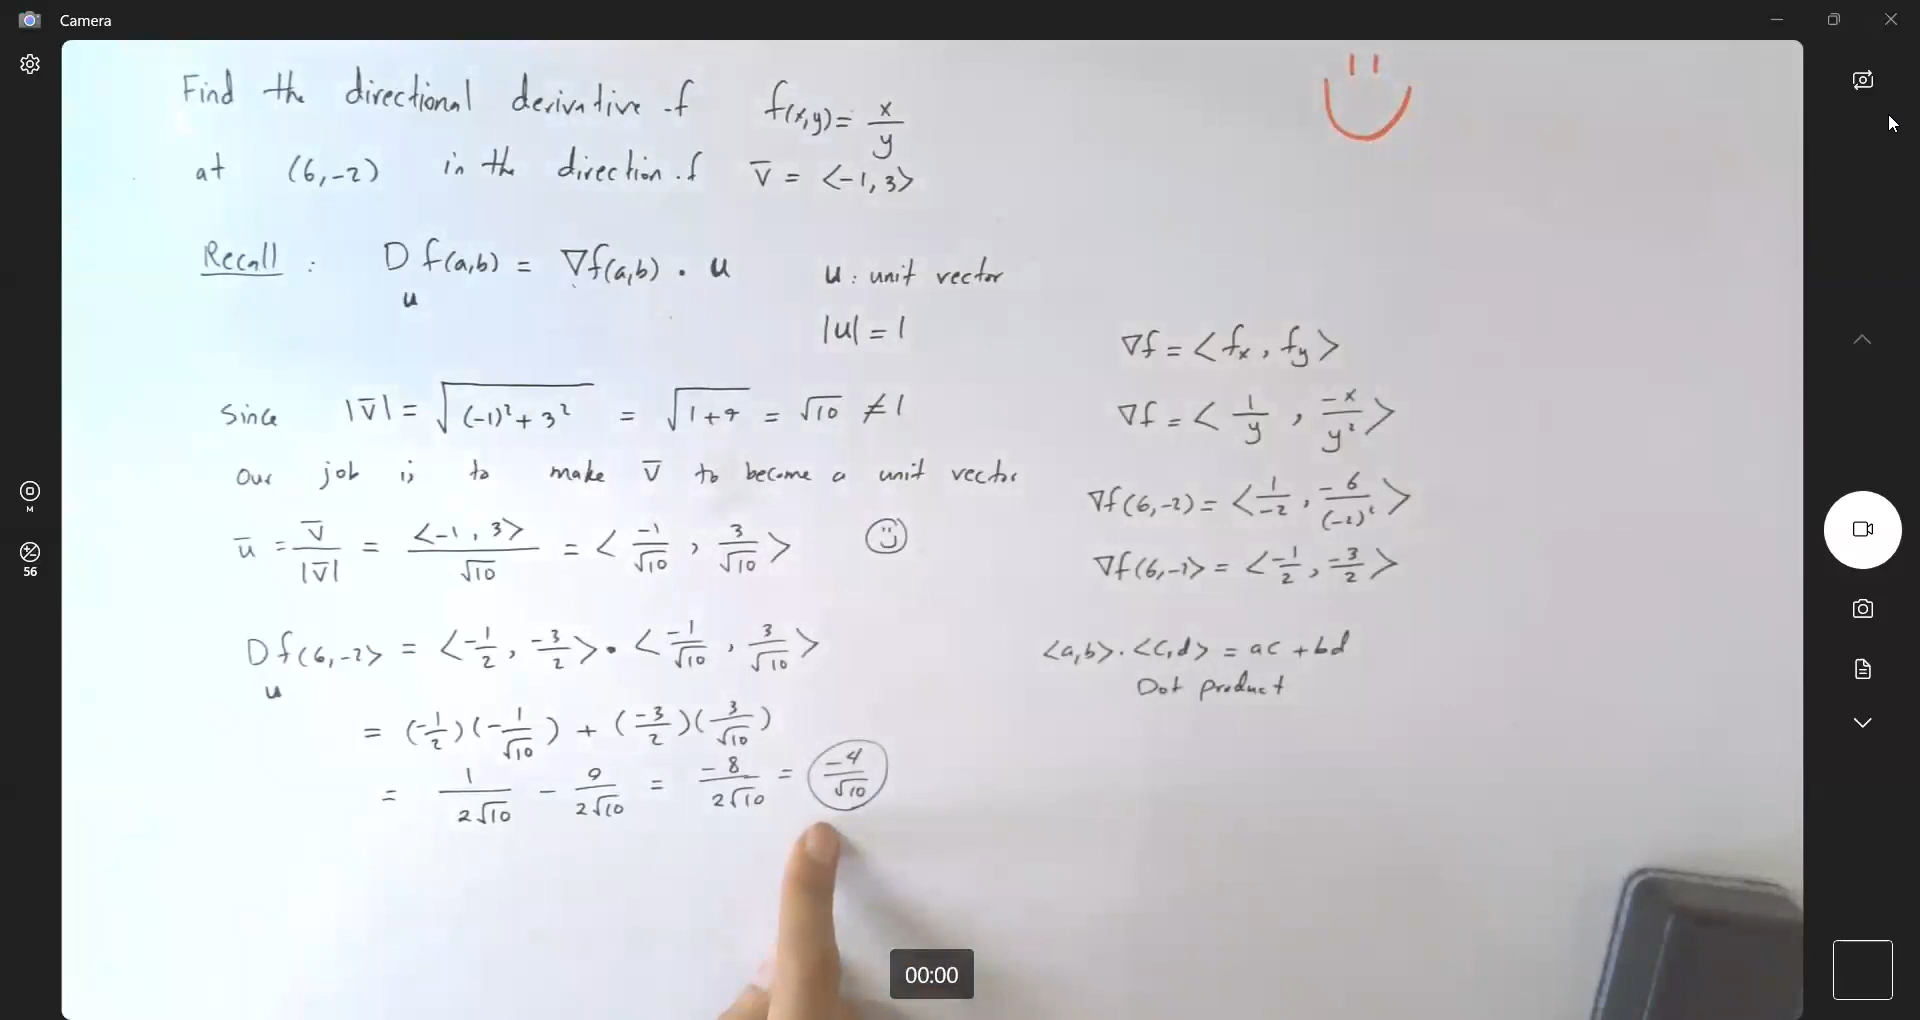 Camera
Find the directional derivative of f(x,y) = x/y
at (6,-2) in the direction of v̅ = <-1, 3>
Recall : D_u f(a,b) = ∇f(a,b) · u
u : unit vector
|u| = 1
Since |v̅| = √((-1)²+3²) = √(1+9) = √10 ≠ 1
Our job is to make v̅ to become a unit vector
u̅ = v̅/|v̅| = <-1, 3>/√10 = < -1/√10 , 3/√10 >
D_u f(6,-2) = <-1/2, -3/2> · < -1/√10 , 3/√10 >
= (-1/2)(-1/√10) + (-3/2)(3/√10)
= 1/(2√10) - 9/(2√10) = -8/(2√10) = -4/√10
∇f = < fx , fy >
∇f = < 1/y , -x/y² >
∇f(6,-2) = < 1/-2 , -6/(-2)² >
∇f(6,-2) = < -1/2 , -3/2 >
<a,b> · <c,d> = ac + bd
Dot product
M
56
00:00